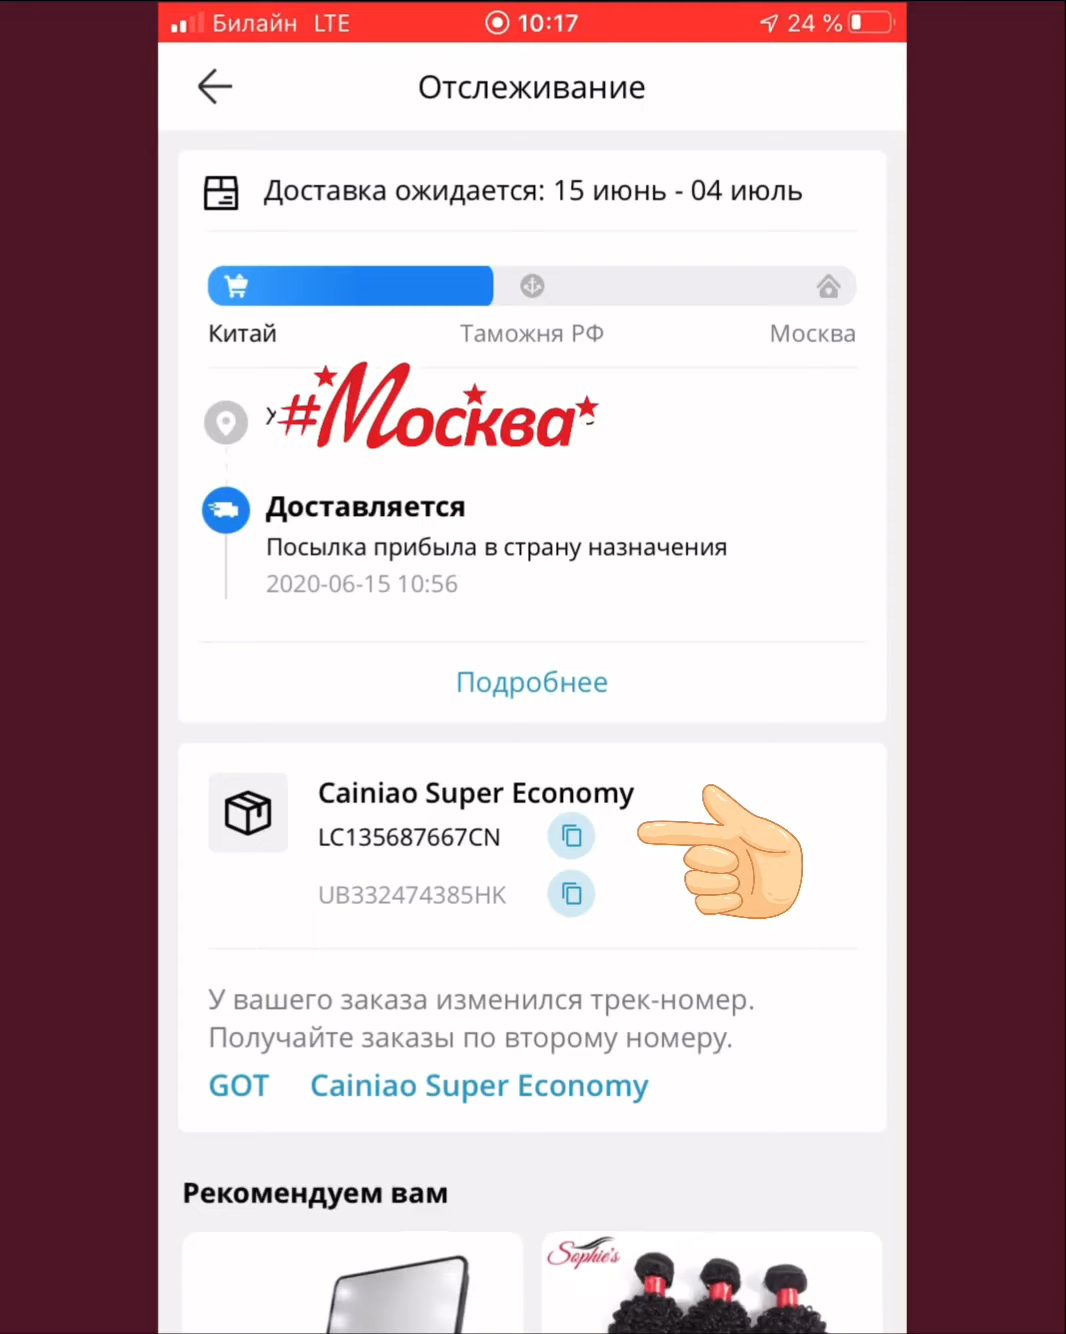 Билайн LTE 10:17 24 %
Отслеживание
Доставка ожидается: 15 июнь - 04 июль
Китай Таможня РФ Москва
#Москва
Доставляется
Посылка прибыла в страну назначения
2020-06-15 10:56
Подробнее
Cainiao Super Economy
LC135687667CN
UB332474385HK
У вашего заказа изменился трек-номер.
Получайте заказы по второму номеру.
GOT Cainiao Super Economy
Рекомендуем вам
Sophie's